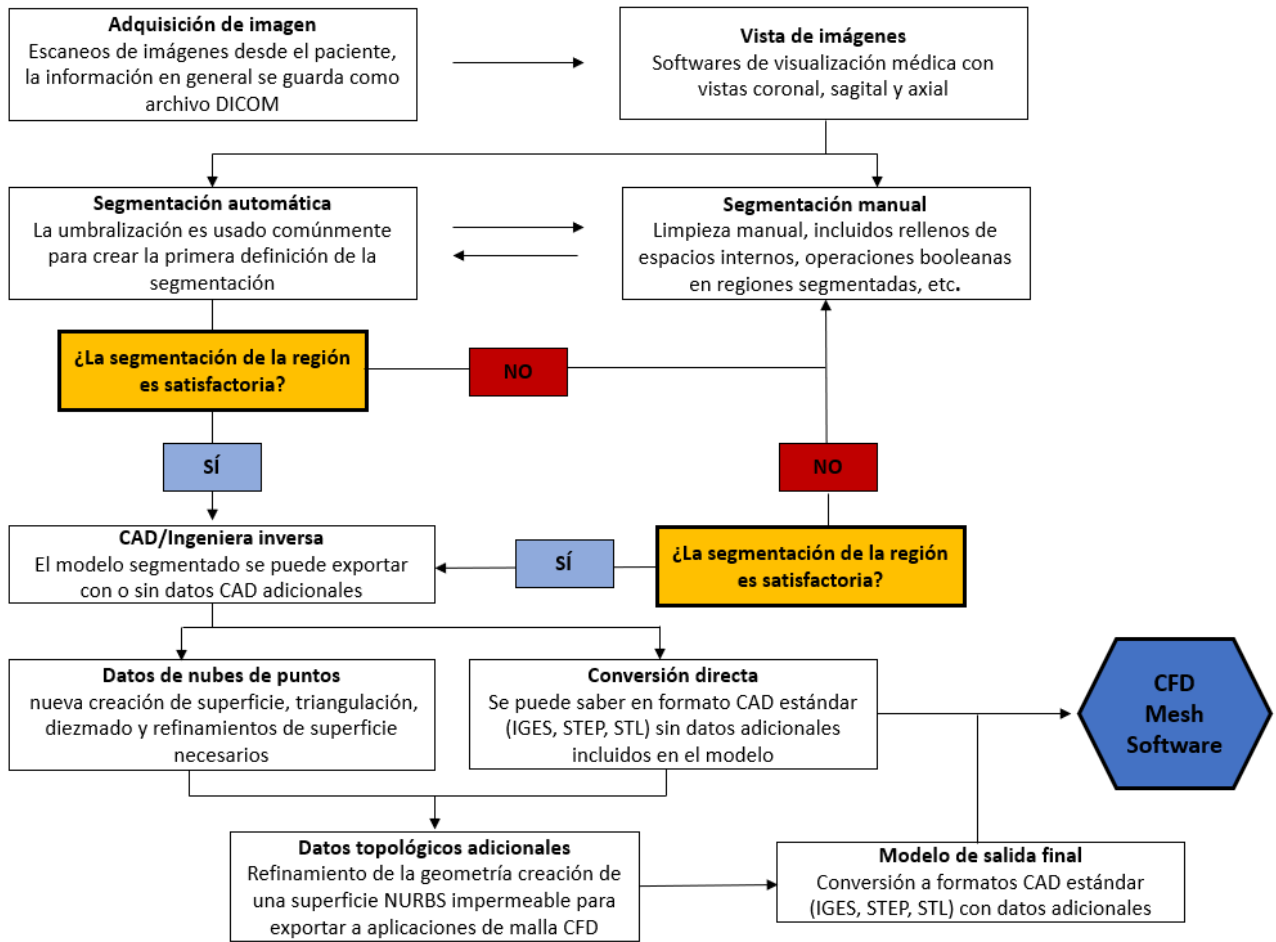 Adquisición de imagen
Escaneos de imágenes desde el paciente,
la información en general se guarda como
archivo DICOM
Vista de imágenes
Softwares de visualización médica con
vistas coronal, sagital y axial
Segmentación automática
La umbralización es usado comúnmente
para crear la primera definición de la
segmentación
Segmentación manual
Limpieza manual, incluidos rellenos de
espacios internos, operaciones booleanas
en regiones segmentadas, etc.
¿La segmentación de la región
es satisfactoria?
NO
SÍ
NO
CAD/Ingeniera inversa
El modelo segmentado se puede exportar
con o sin datos CAD adicionales
SÍ
¿La segmentación de la región
es satisfactoria?
Datos de nubes de puntos
nueva creación de superficie, triangulación,
diezmado y refinamientos de superficie
necesarios
Conversión directa
Se puede saber en formato CAD estándar
(IGES, STEP, STL) sin datos adicionales
incluidos en el modelo
CFD
Mesh
Software
Datos topológicos adicionales
Refinamiento de la geometría creación de
una superficie NURBS impermeable para
exportar a aplicaciones de malla CFD
Modelo de salida final
Conversión a formatos CAD estándar
(IGES, STEP, STL) con datos adicionales